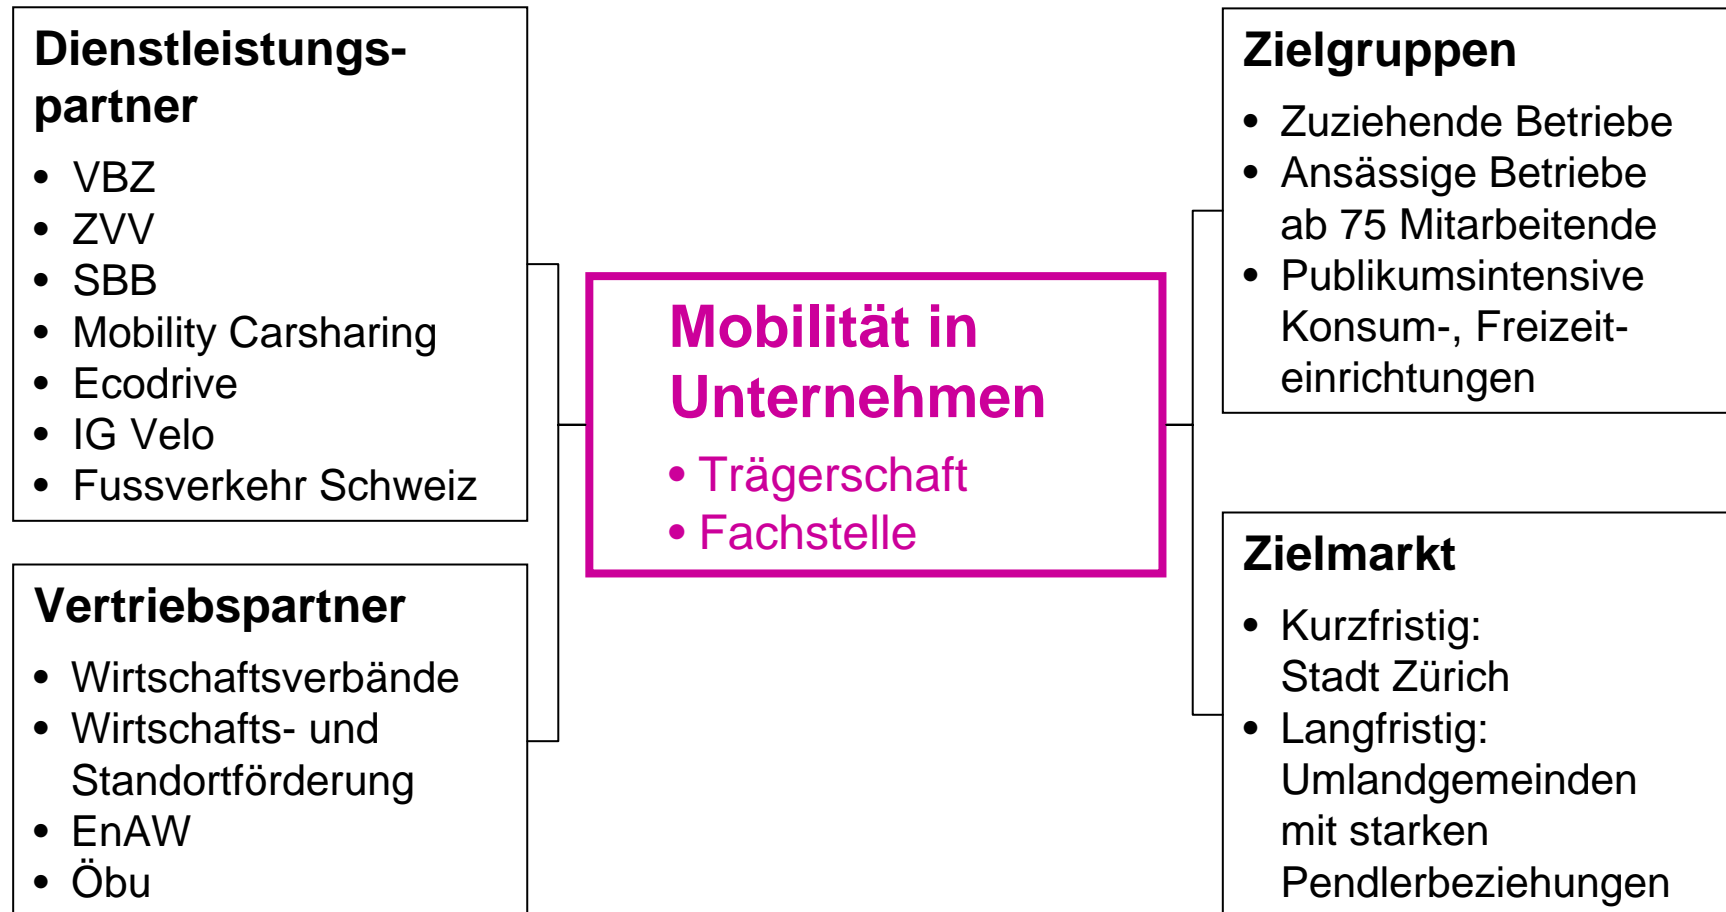 Dienstleistungs-
partner
• VBZ
• ZVV
• SBB
• Mobility Carsharing
• Ecodrive
• IG Velo
• Fussverkehr Schweiz
Vertriebspartner
• Wirtschaftsverbände
• Wirtschafts- und
Standortförderung
• EnAW
• Öbu
Mobilität in
Unternehmen
• Trägerschaft
• Fachstelle
Zielgruppen
• Zuziehende Betriebe
• Ansässige Betriebe
ab 75 Mitarbeitende
• Publikumsintensive
Konsum-, Freizeit-
einrichtungen
Zielmarkt
• Kurzfristig:
Stadt Zürich
• Langfristig:
Umlandgemeinden
mit starken
Pendlerbeziehungen